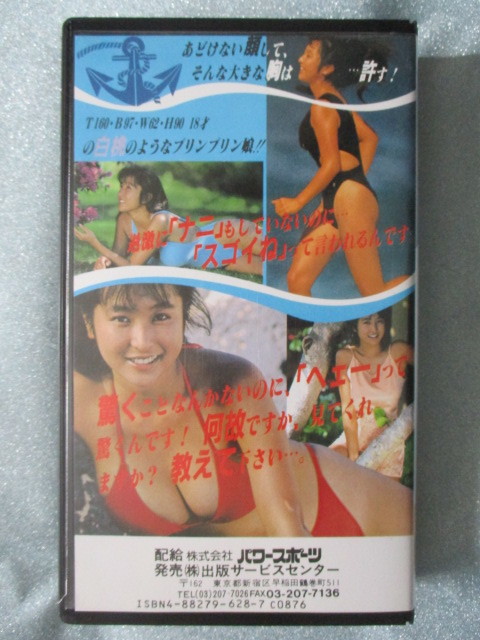 あどけない顔して、
そんな大きな胸は…許す!
T160・B97・W62・H90 18才
の白桃のようなプリンプリン娘!!
刺激に「ナニ」もしていないのに…
「スゴイね」って言われるんです
驚くことなんかないのに、「ヘェー」って
驚くんです! 何故ですか。見てくれ
ますか? 教えて下さい…。
配給 株式会社 パワースポーツ
発売 (株)出版サービスセンター
〒162 東京都新宿区早稲田鶴巻町511
TEL(03)207-7026 FAX03-207-7136
ISBN4-88279-628-7 C0876